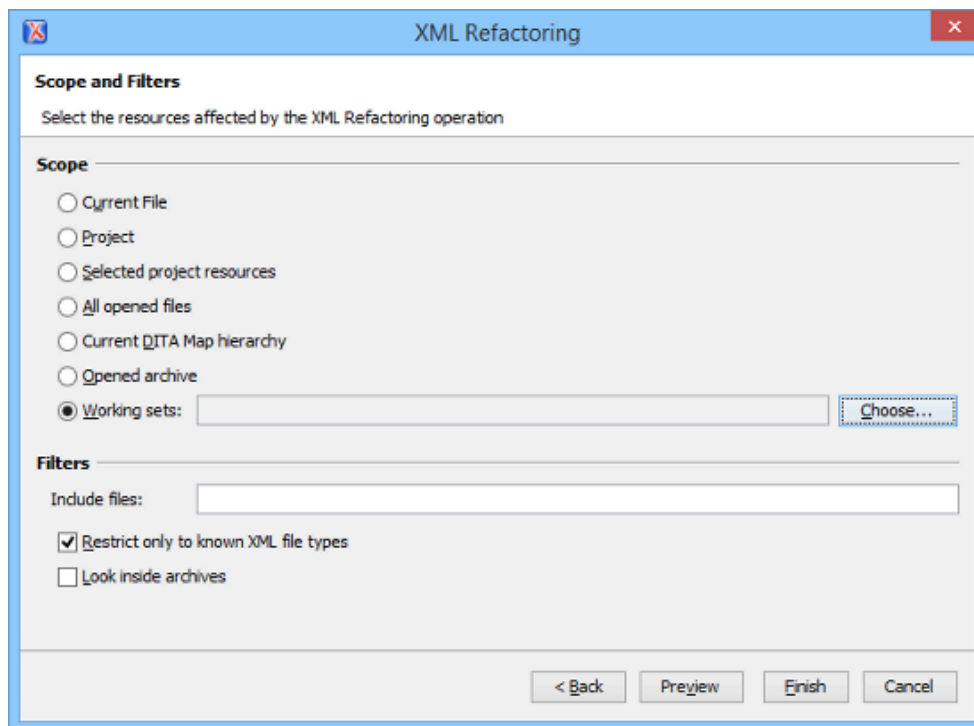 XML Refactoring
Scope and Filters
Select the resources affected by the XML Refactoring operation
Scope
Current File
Project
Selected project resources
All opened files
Current DITA Map hierarchy
Opened archive
Working sets: Choose...
Filters
Include files:
Restrict only to known XML file types
Look inside archives
< Back Preview Finish Cancel